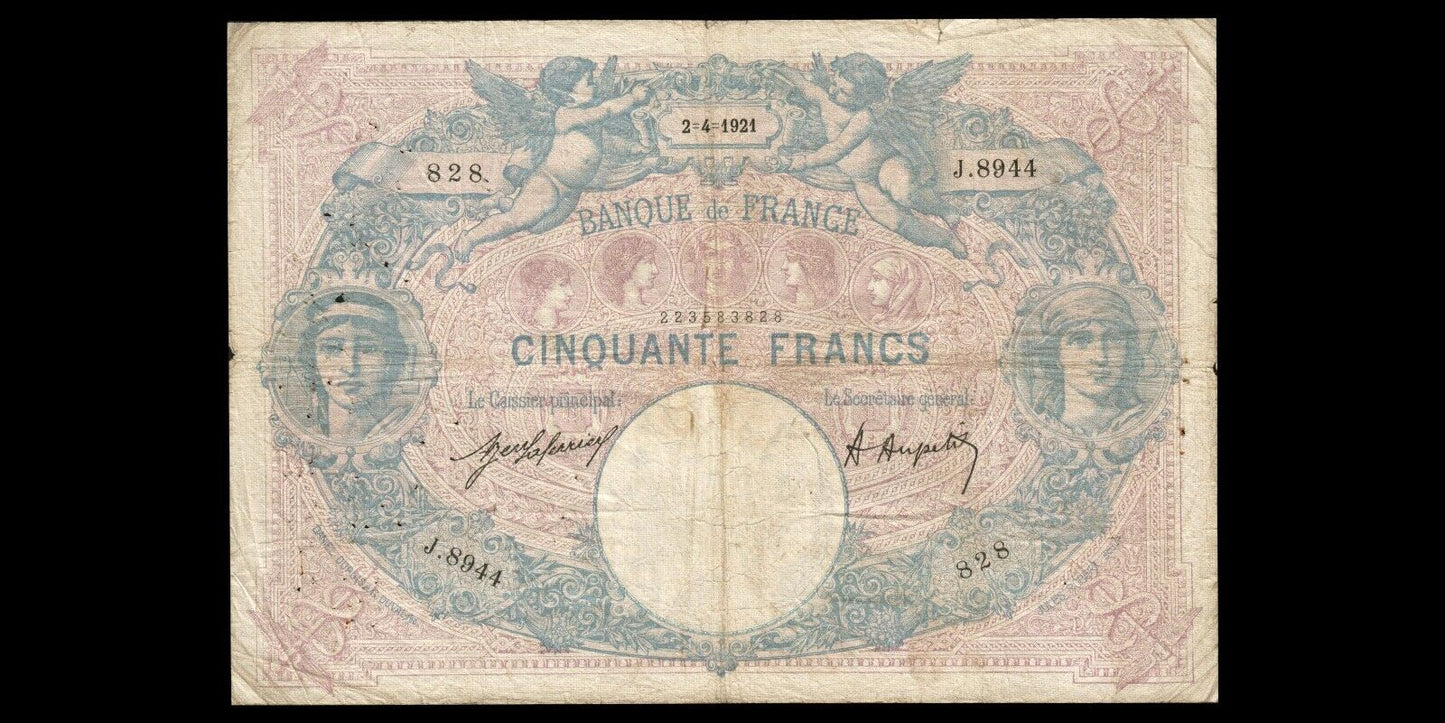 2=4=1921
828
J.8944
BANQUE de FRANCE
223583828
CINQUANTE FRANCS
Le Caissier principal:
Le Secrétaire général:
A Aupetit
J.8944
828